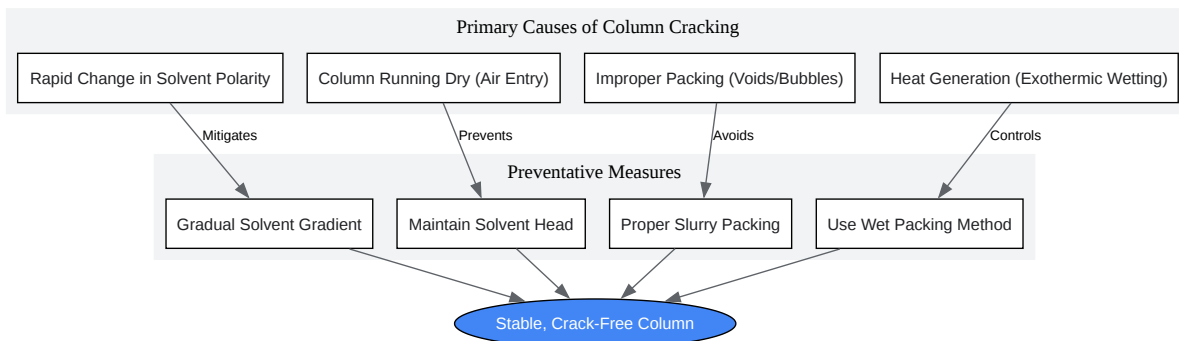 Primary Causes of Column Cracking
Rapid Change in Solvent Polarity
Column Running Dry (Air Entry)
Improper Packing (Voids/Bubbles)
Heat Generation (Exothermic Wetting)
Mitigates
Prevents
Avoids
Controls
Preventative Measures
Gradual Solvent Gradient
Maintain Solvent Head
Proper Slurry Packing
Use Wet Packing Method
Stable, Crack-Free Column